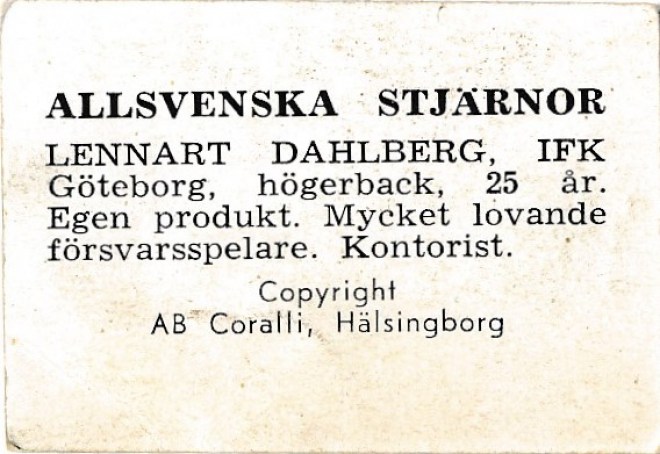 ALLSVENSKA STJÄRNOR
LENNART DAHLBERG, IFK
Göteborg, högerback, 25 år.
Egen produkt. Mycket lovande
försvarsspelare. Kontorist.
Copyright
AB Coralli, Hälsingborg